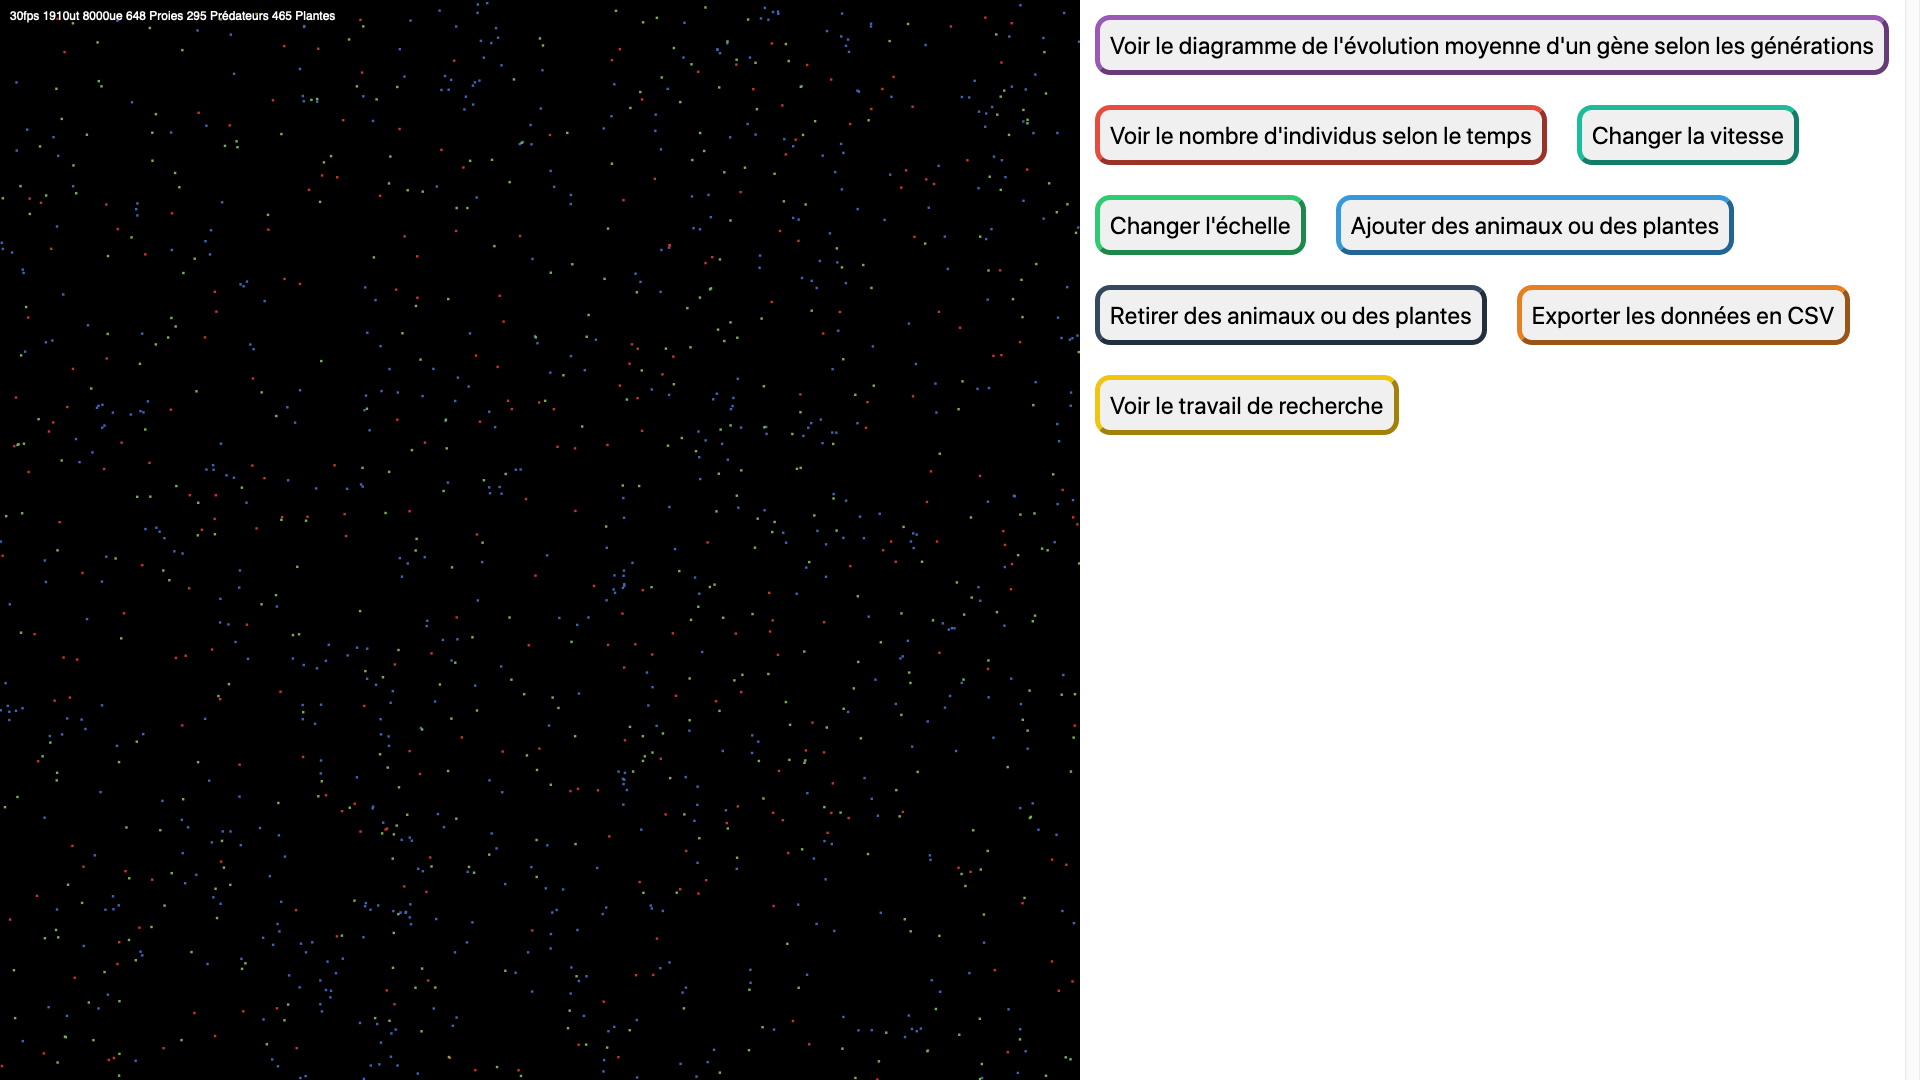 30fps 1910ut 8000ue 648 Proies 295 Prédateurs 465 Plantes
Voir le diagramme de l'évolution moyenne d'un gène selon les générations
Voir le nombre d'individus selon le temps
Changer la vitesse
Changer l'échelle
Ajouter des animaux ou des plantes
Retirer des animaux ou des plantes
Exporter les données en CSV
Voir le travail de recherche